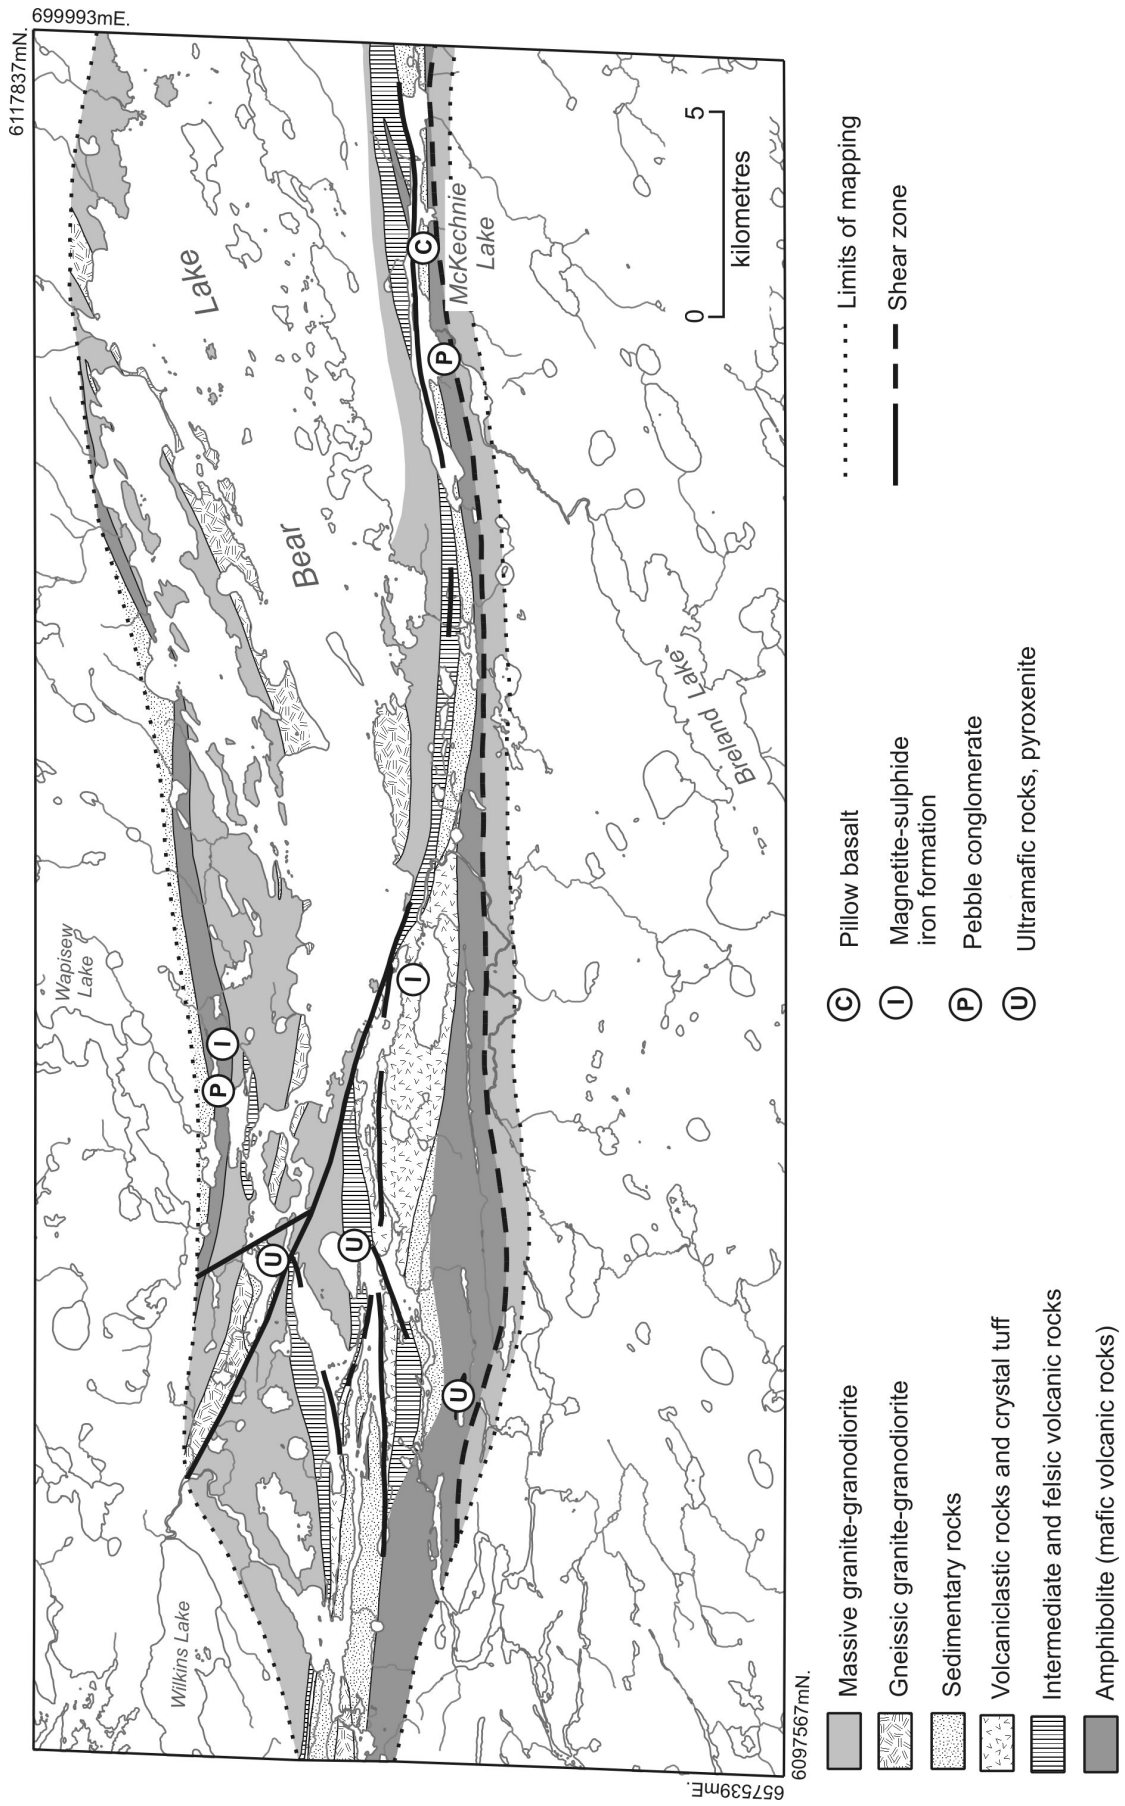 699993mE.
6117837mN.
Wapisew
Lake
Wilkins Lake
Bear
Lake
McKechnie
Lake
Breland Lake
U
U
P
I
I
U
P
C
0
5
kilometres
6097567mN.
657539mE.
Massive granite-granodiorite
Gneissic granite-granodiorite
Sedimentary rocks
Volcaniclastic rocks and crystal tuff
Intermediate and felsic volcanic rocks
Amphibolite (mafic volcanic rocks)
C Pillow basalt
I Magnetite-sulphide
iron formation
P Pebble conglomerate
U Ultramafic rocks, pyroxenite
Limits of mapping
Shear zone